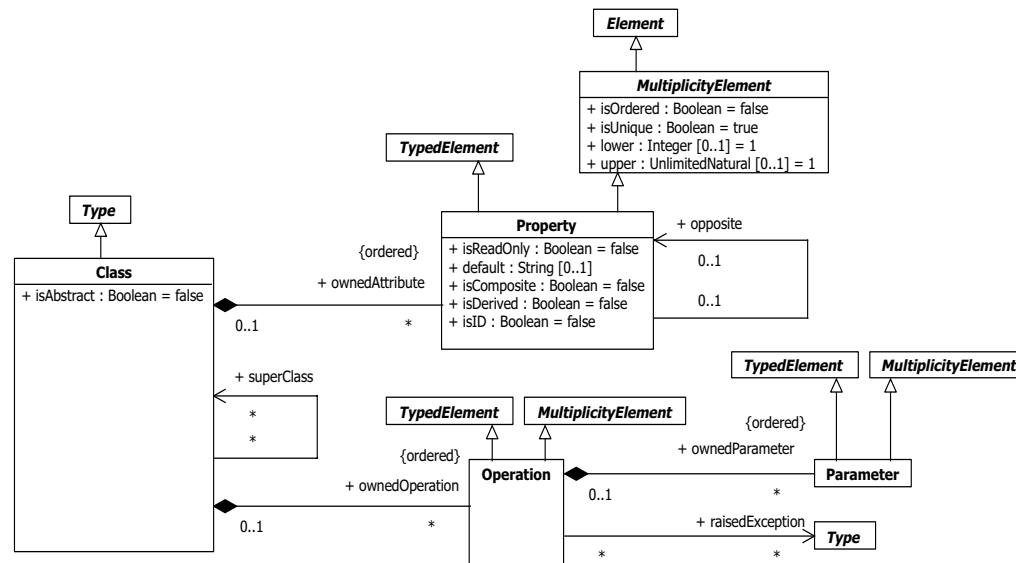 Element
MultiplicityElement
+ isOrdered : Boolean = false
+ isUnique : Boolean = true
+ lower : Integer [0..1] = 1
+ upper : UnlimitedNatural [0..1] = 1
TypedElement
Type
Property
+ isReadOnly : Boolean = false
+ default : String [0..1]
+ isComposite : Boolean = false
+ isDerived : Boolean = false
+ isID : Boolean = false
+ opposite
0..1
0..1
Class
+ isAbstract : Boolean = false
{ordered}
+ ownedAttribute
0..1
*
+ superClass
*
*
TypedElement
MultiplicityElement
TypedElement
MultiplicityElement
{ordered}
+ ownedOperation
0..1
*
Operation
{ordered}
+ ownedParameter
0..1
*
Parameter
+ raisedException
*
*
Type